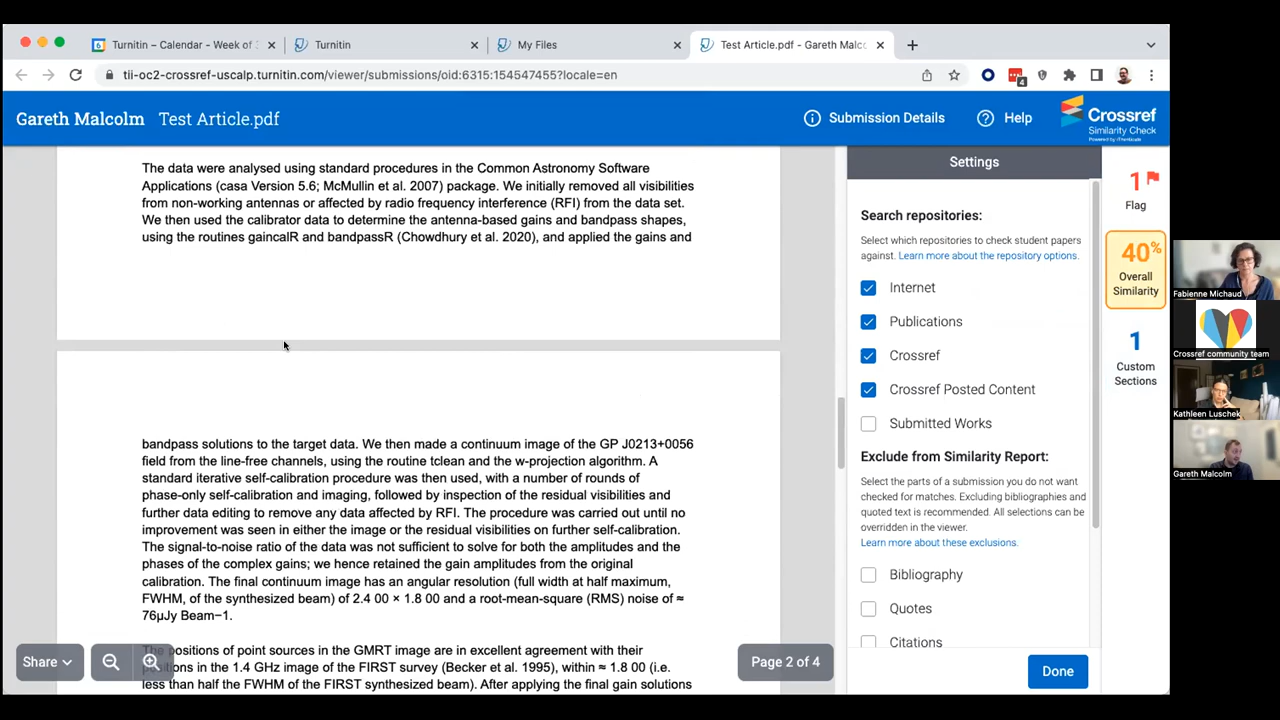 Turnitin – Calendar - Week of
Turnitin
My Files
Test Article.pdf - Gareth Malc
tii-oc2-crossref-uscalp.turnitin.com/viewer/submissions/oid:6315:154547455?locale=en
4
Gareth Malcolm Test Article.pdf
Submission Details
Help
Crossref
Similarity Check
Powered by iThenticate
The data were analysed using standard procedures in the Common Astronomy Software
Applications (casa Version 5.6; McMullin et al. 2007) package. We initially removed all visibilities
from non-working antennas or affected by radio frequency interference (RFI) from the data set.
We then used the calibrator data to determine the antenna-based gains and bandpass shapes,
using the routines gaincalR and bandpassR (Chowdhury et al. 2020), and applied the gains and
bandpass solutions to the target data. We then made a continuum image of the GP J0213+0056
field from the line-free channels, using the routine tclean and the w-projection algorithm. A
standard iterative self-calibration procedure was then used, with a number of rounds of
phase-only self-calibration and imaging, followed by inspection of the residual visibilities and
further data editing to remove any data affected by RFI. The procedure was carried out until no
improvement was seen in either the image or the residual visibilities on further self-calibration.
The signal-to-noise ratio of the data was not sufficient to solve for both the amplitudes and the
phases of the complex gains; we hence retained the gain amplitudes from the original
calibration. The final continuum image has an angular resolution (full width at half maximum,
FWHM, of the synthesized beam) of 2.4 00 × 1.8 00 and a root-mean-square (RMS) noise of ≈
76μJy Beam−1.
The positions of point sources in the GMRT image are in excellent agreement with their
positions in the 1.4 GHz image of the FIRST survey (Becker et al. 1995), within ≈ 1.8 00 (i.e.
less than half the FWHM of the FIRST synthesized beam). After applying the final gain solutions
Share
Page 2 of 4
Settings
Search repositories:
Select which repositories to check student papers
against. Learn more about the repository options.
Internet
Publications
Crossref
Crossref Posted Content
Submitted Works
Exclude from Similarity Report:
Select the parts of a submission you do not want
checked for matches. Excluding bibliographies and
quoted text is recommended. All selections can be
overridden in the viewer.
Learn more about these exclusions.
Bibliography
Quotes
Citations
Done
1
Flag
40%
Overall
Similarity
1
Custom
Sections
Fabienne Michaud
Crossref community team
Kathleen Luschek
Gareth Malcolm